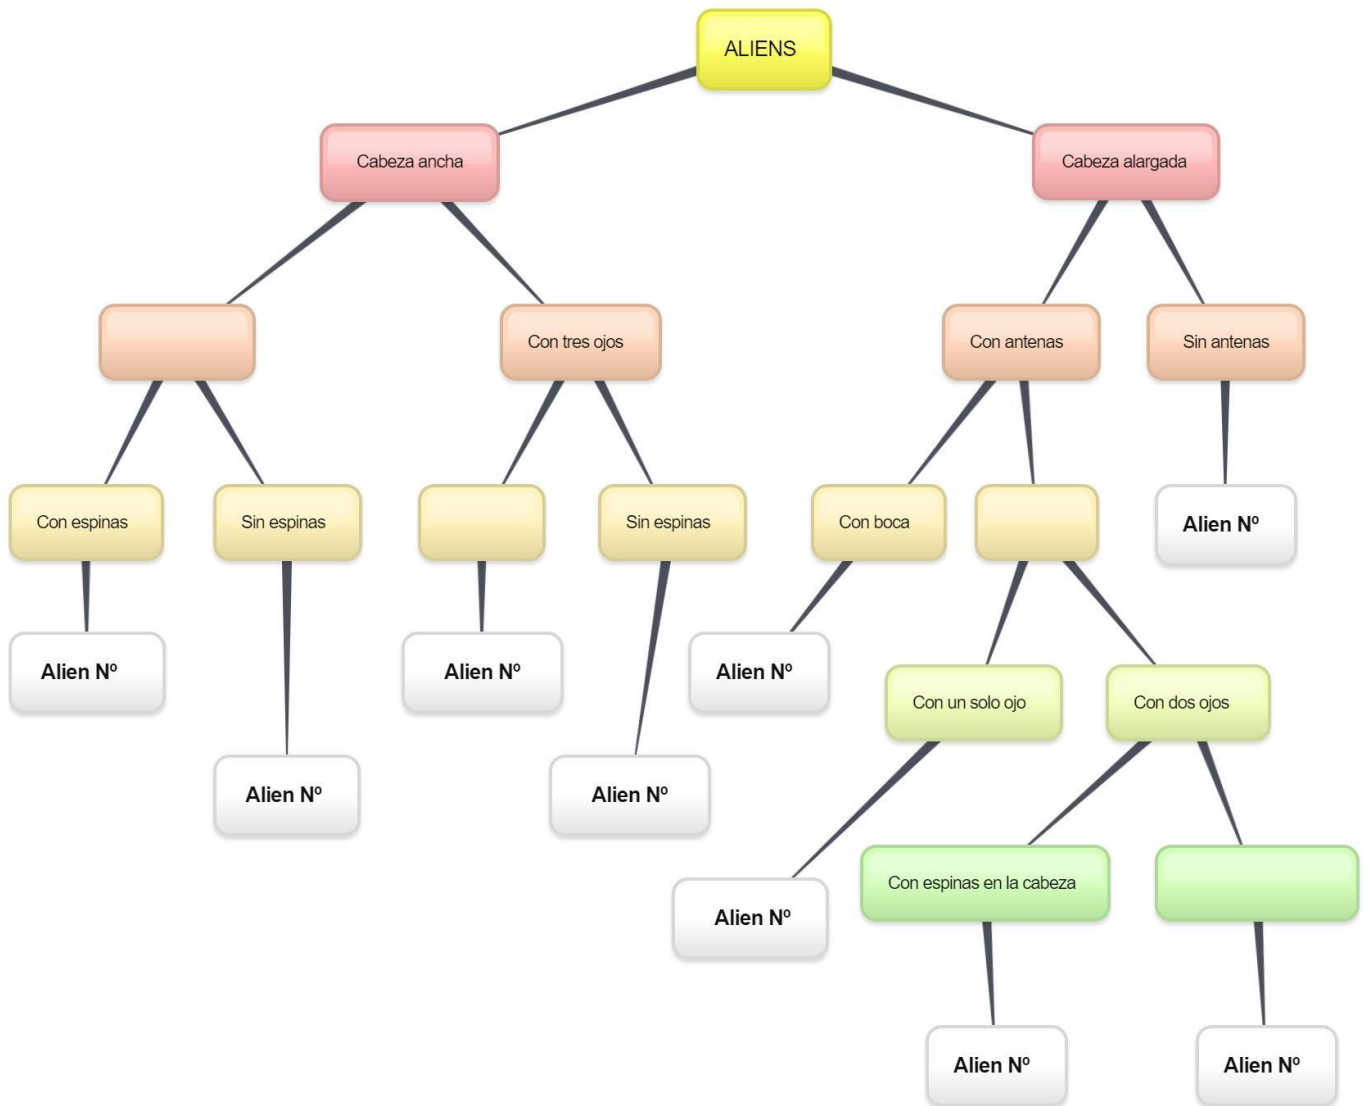 ALIENS
Cabeza ancha
Cabeza alargada
Con tres ojos
Con antenas
Sin antenas
Con espinas
Sin espinas
Sin espinas
Con boca
Alien Nº
Alien Nº
Alien Nº
Alien Nº
Con un solo ojo
Con dos ojos
Alien Nº
Alien Nº
Con espinas en la cabeza
Alien Nº
Alien Nº
Alien Nº